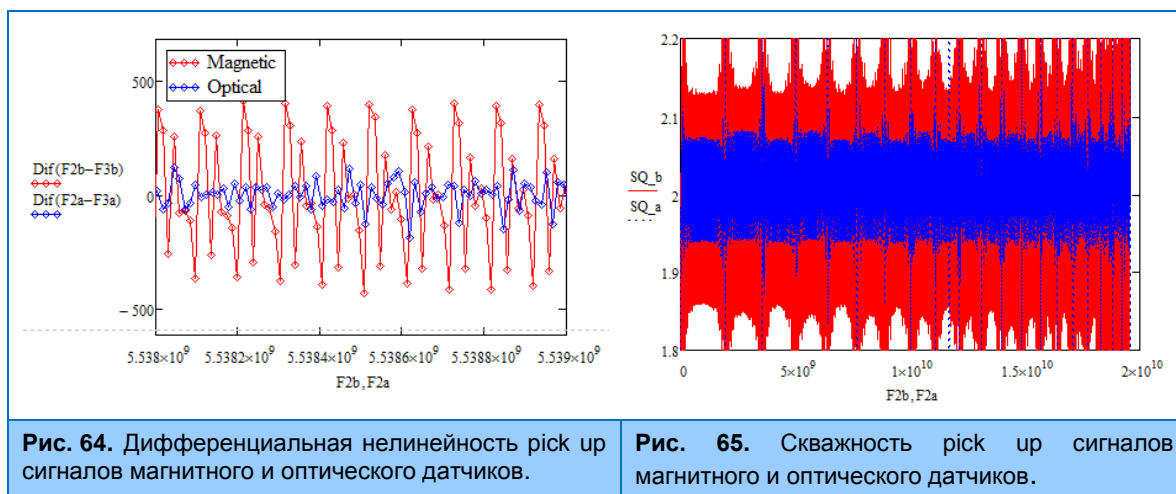 Magnetic
Optical
500
0
−500
Dif(F2b−F3b)
Dif(F2a−F3a)
5.538×10⁹ 5.5382×10⁹ 5.5384×10⁹ 5.5386×10⁹ 5.5388×10⁹ 5.539×10⁹
F2b,F2a
2.2
2.1
2
1.9
1.8
SQ_b
SQ_a
0 5×10⁹ 1×10¹⁰ 1.5×10¹⁰ 2×10¹⁰
F2b,F2a
Рис. 64. Дифференциальная нелинейность pick up
сигналов магнитного и оптического датчиков.
Рис. 65. Скважность pick up сигналов
магнитного и оптического датчиков.